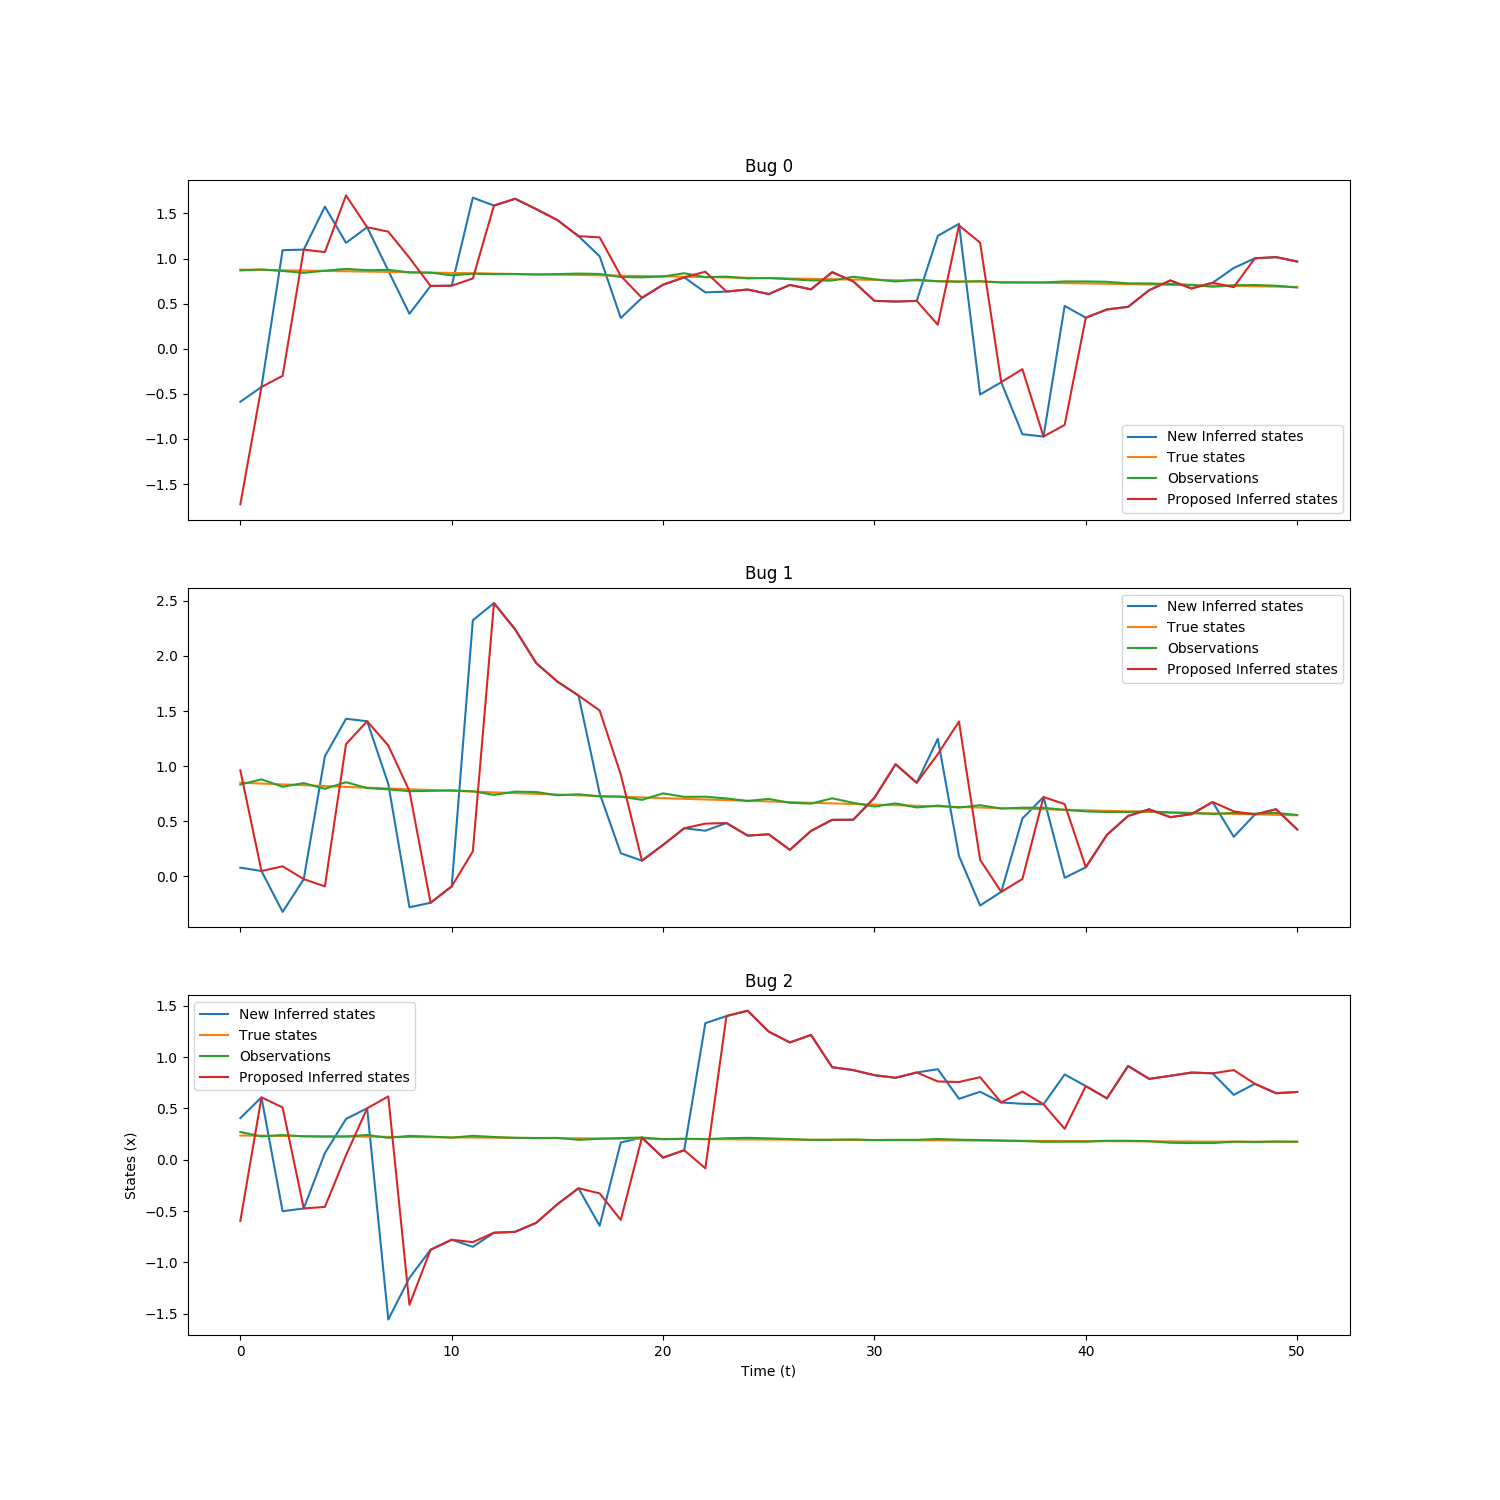 Bug 0
1.5
1.0
0.5
0.0
−0.5
−1.0
−1.5
New Inferred states
True states
Observations
Proposed Inferred states
Bug 1
2.5
2.0
1.5
1.0
0.5
0.0
New Inferred states
True states
Observations
Proposed Inferred states
Bug 2
States (x)
1.5
1.0
0.5
0.0
−0.5
−1.0
−1.5
New Inferred states
True states
Observations
Proposed Inferred states
0 10 20 30 40 50
Time (t)